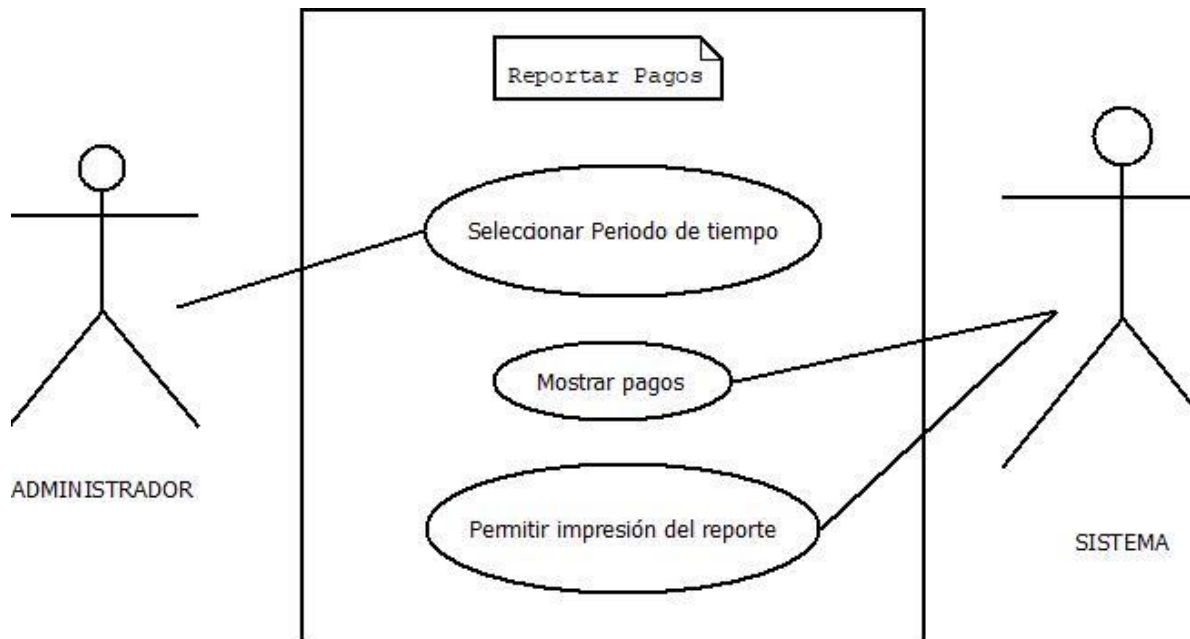 Reportar Pagos
Seleccionar Periodo de tiempo
Mostrar pagos
ADMINISTRADOR
Permitir impresión del reporte
SISTEMA